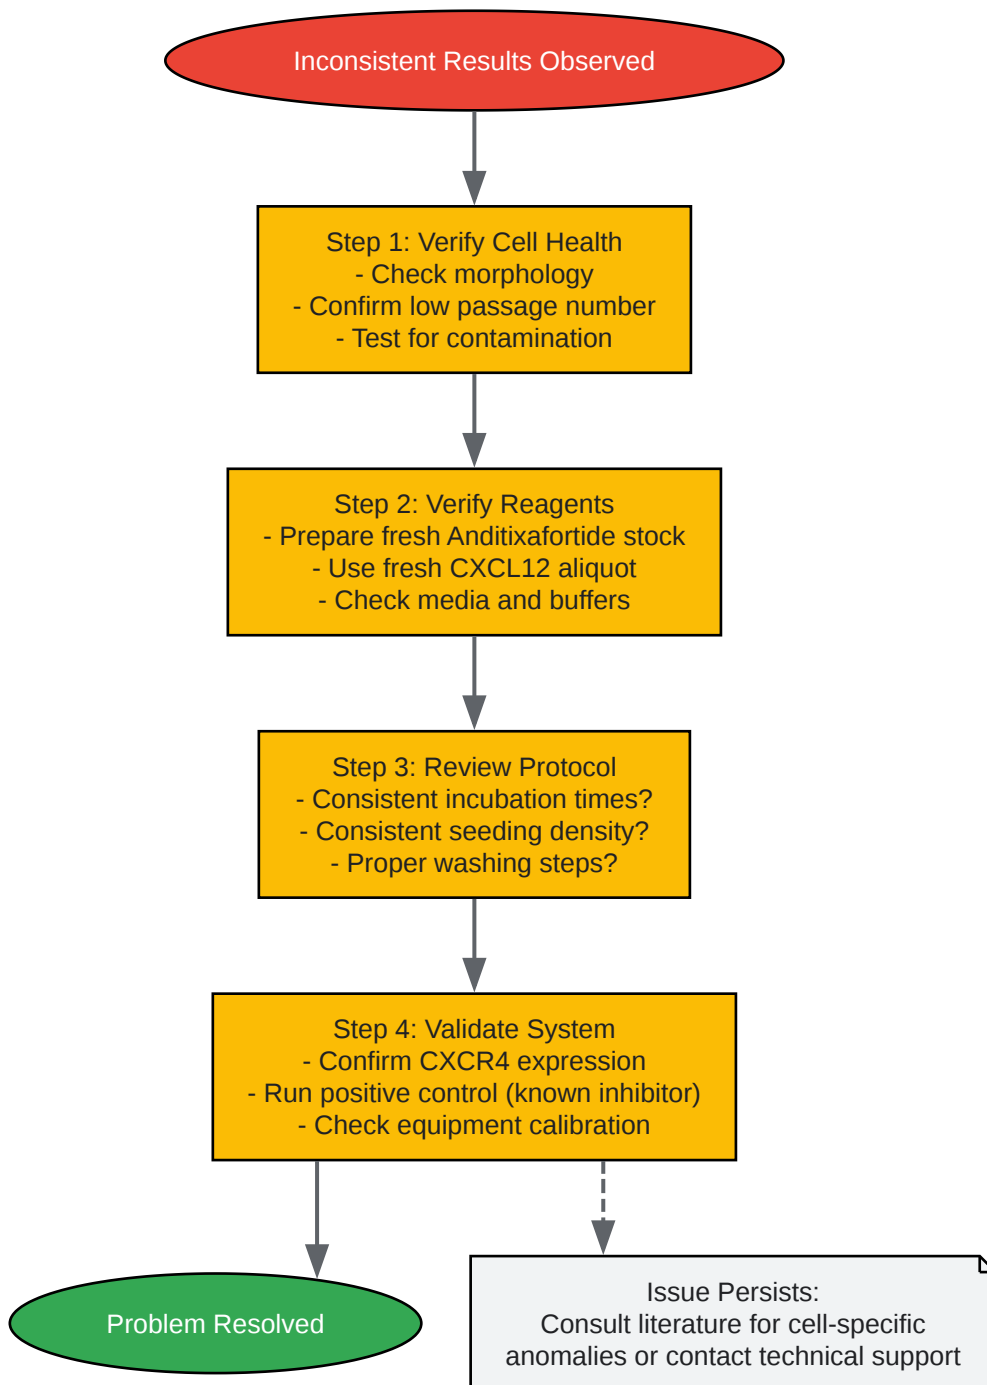 Inconsistent Results Observed
Step 1: Verify Cell Health
- Check morphology
- Confirm low passage number
- Test for contamination
Step 2: Verify Reagents
- Prepare fresh Anditixafortide stock
- Use fresh CXCL12 aliquot
- Check media and buffers
Step 3: Review Protocol
- Consistent incubation times?
- Consistent seeding density?
- Proper washing steps?
Step 4: Validate System
- Confirm CXCR4 expression
- Run positive control (known inhibitor)
- Check equipment calibration
Problem Resolved
Issue Persists:
Consult literature for cell-specific
anomalies or contact technical support